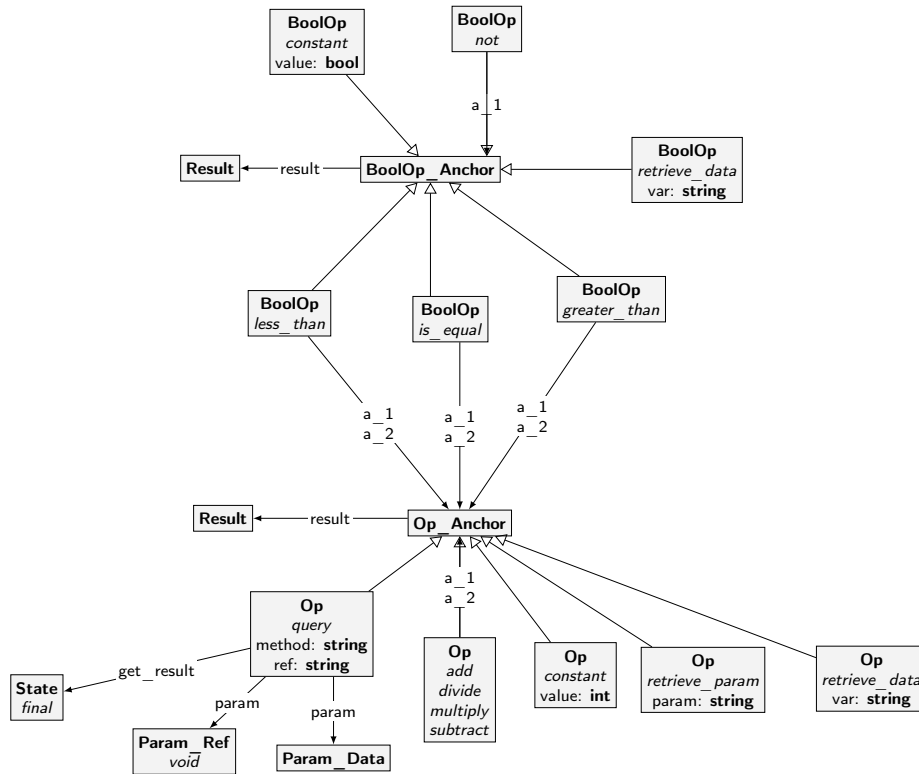 BoolOp
constant
value: bool
BoolOp
not
a_1
Result
result
BoolOp_Anchor
BoolOp
retrieve_data
var: string
BoolOp
less_than
BoolOp
is_equal
BoolOp
greater_than
a_1
a_2
a_1
a_2
a_1
a_2
Result
result
Op_Anchor
a_1
a_2
Op
query
method: string
ref: string
Op
add
divide
multiply
subtract
Op
constant
value: int
Op
retrieve_param
param: string
Op
retrieve_data
var: string
get_result
State
final
param
param
Param_Ref
void
Param_Data